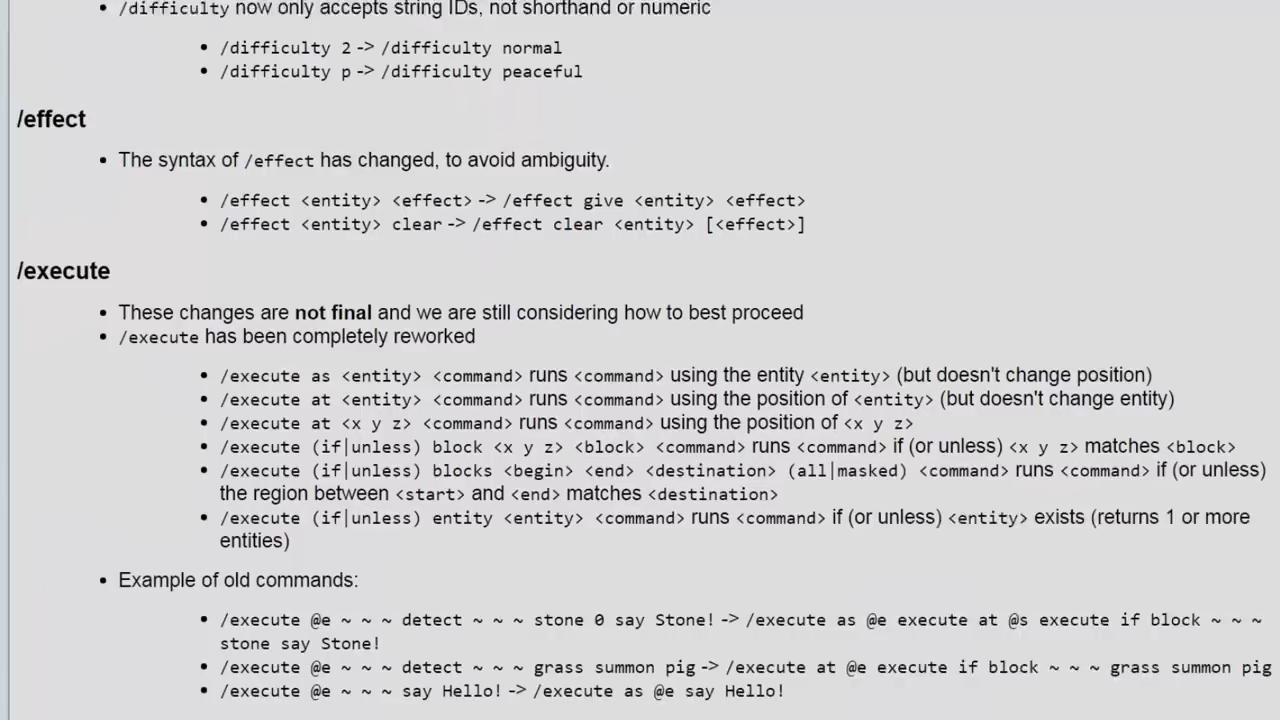 • /difficulty now only accepts string IDs, not shorthand or numeric
• /difficulty 2 -> /difficulty normal
• /difficulty p -> /difficulty peaceful
/effect
• The syntax of /effect has changed, to avoid ambiguity.
• /effect <entity> <effect> -> /effect give <entity> <effect>
• /effect <entity> clear -> /effect clear <entity> [<effect>]
/execute
• These changes are not final and we are still considering how to best proceed
• /execute has been completely reworked
• /execute as <entity> <command> runs <command> using the entity <entity> (but doesn't change position)
• /execute at <entity> <command> runs <command> using the position of <entity> (but doesn't change entity)
• /execute at <x y z> <command> runs <command> using the position of <x y z>
• /execute (if|unless) block <x y z> <block> <command> runs <command> if (or unless) <x y z> matches <block>
• /execute (if|unless) blocks <begin> <end> <destination> (all|masked) <command> runs <command> if (or unless)
the region between <start> and <end> matches <destination>
• /execute (if|unless) entity <entity> <command> runs <command> if (or unless) <entity> exists (returns 1 or more
entities)
• Example of old commands:
• /execute @e ~ ~ ~ detect ~ ~ ~ stone 0 say Stone! -> /execute as @e execute at @s execute if block ~ ~ ~
stone say Stone!
• /execute @e ~ ~ ~ detect ~ ~ ~ grass summon pig -> /execute at @e execute if block ~ ~ ~ grass summon pig
• /execute @e ~ ~ ~ say Hello! -> /execute as @e say Hello!